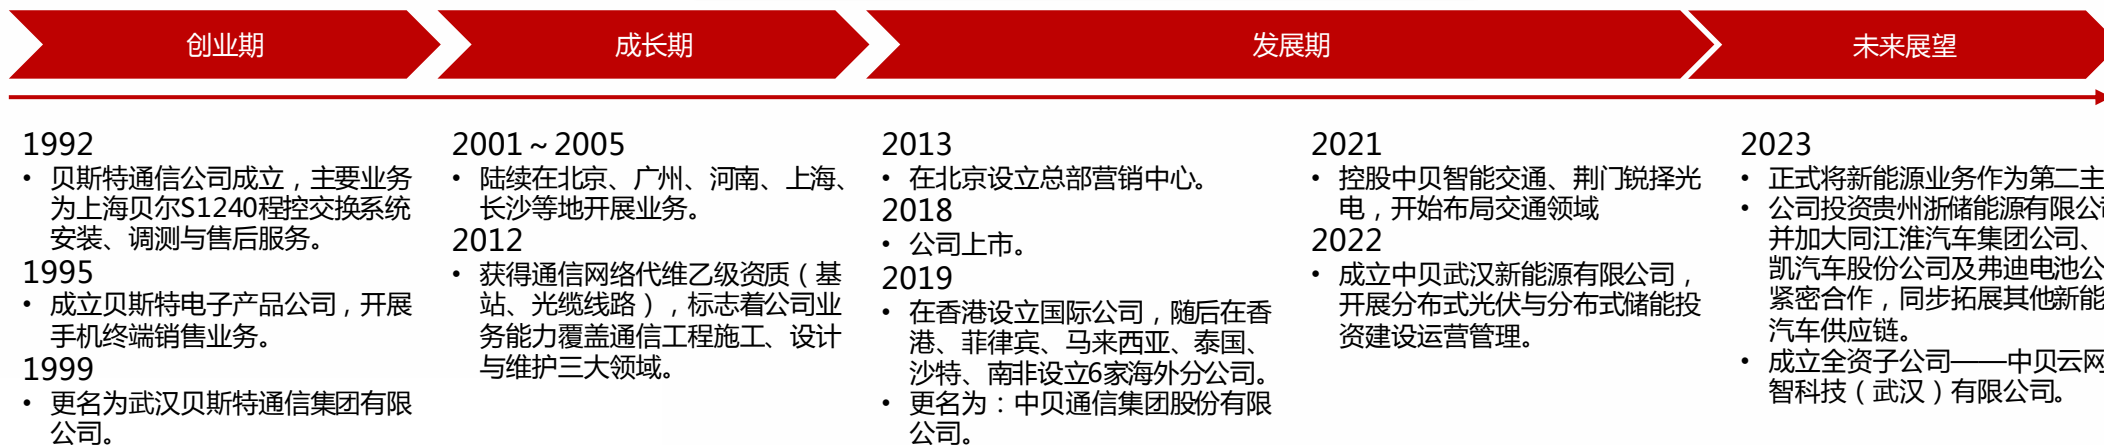 创业期
成长期
发展期
未来展望
1992
• 贝斯特通信公司成立，主要业务
为上海贝尔S1240程控交换系统
安装、调测与售后服务。
1995
• 成立贝斯特电子产品公司，开展
手机终端销售业务。
1999
• 更名为武汉贝斯特通信集团有限
公司。
2001～2005
• 陆续在北京、广州、河南、上海、
长沙等地开展业务。
2012
• 获得通信网络代维乙级资质（基
站、光缆线路），标志着公司业
务能力覆盖通信工程施工、设计
与维护三大领域。
2013
• 在北京设立总部营销中心。
2018
• 公司上市。
2019
• 在香港设立国际公司，随后在香
港、菲律宾、马来西亚、泰国、
沙特、南非设立6家海外分公司。
• 更名为：中贝通信集团股份有限
公司。
2021
• 控股中贝智能交通、荆门锐择光
电，开始布局交通领域
2022
• 成立中贝武汉新能源有限公司，
开展分布式光伏与分布式储能投
资建设运营管理。
2023
• 正式将新能源业务作为第二主
• 公司投资贵州浙储能源有限公
并加大同江淮汽车集团公司、
凯汽车股份公司及弗迪电池公
紧密合作，同步拓展其他新能
汽车供应链。
• 成立全资子公司——中贝云网
智科技（武汉）有限公司。